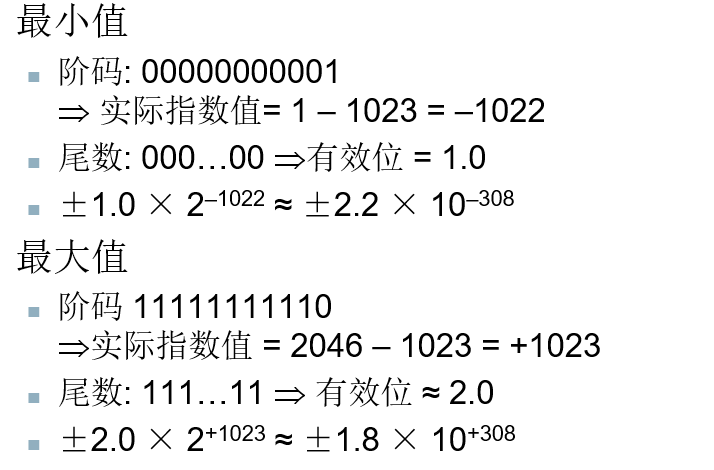 最小值
阶码: 00000000001
⇒ 实际指数值= 1 – 1023 = –1022
尾数: 000…00 ⇒有效位 = 1.0
±1.0 × 2–1022 ≈ ±2.2 × 10–308
最大值
阶码 11111111110
⇒实际指数值 = 2046 – 1023 = +1023
尾数: 111…11 ⇒ 有效位 ≈ 2.0
±2.0 × 2+1023 ≈ ±1.8 × 10+308